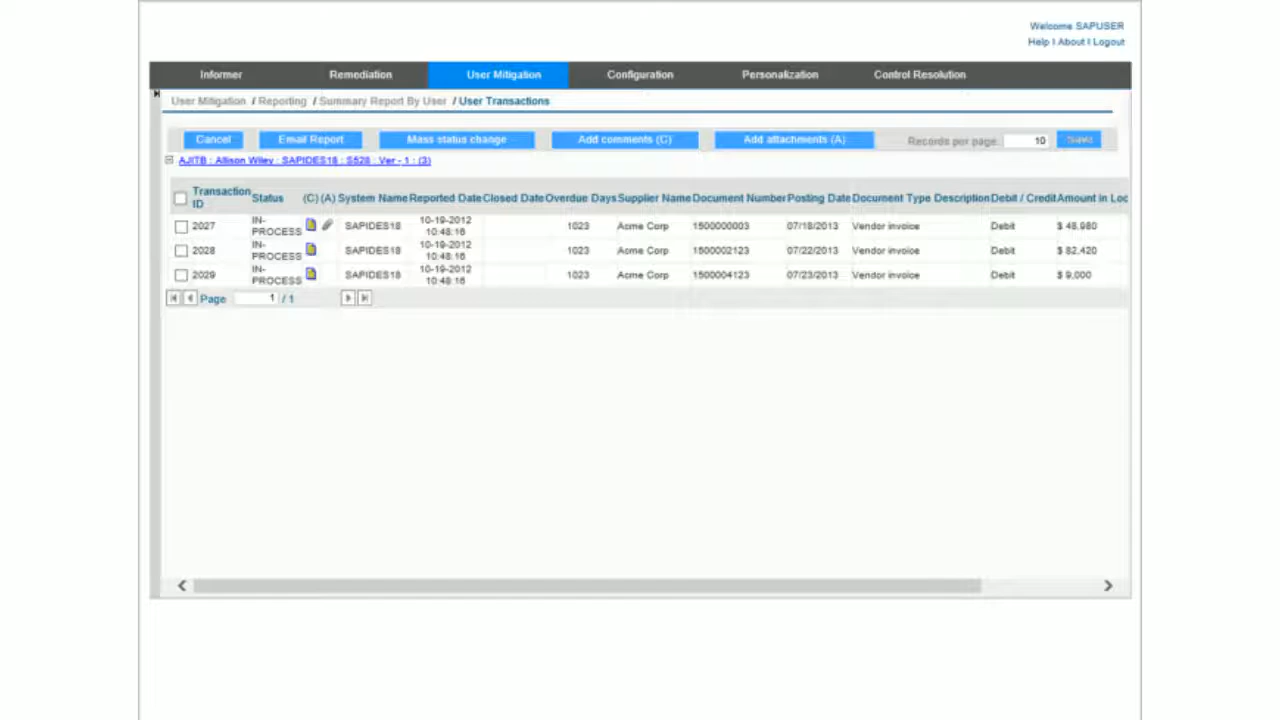 Welcome SAPUSER
Help | About | Logout
Informer Remediation User Mitigation Configuration Personalization Control Resolution
User Mitigation / Reporting / Summary Report By User / User Transactions
Cancel Email Report Mass status change Add comments (C) Add attachments (A) Records per page: 10
AJITB : Allison Wiley : SAPIDES18 : S528 : Ver - 1 : (3)
Transaction ID Status (C) (A) System Name Reported Date Closed Date Overdue Days Supplier Name Document Number Posting Date Document Type Description Debit / Credit Amount in Loc
2027 IN-PROCESS SAPIDES18 10-19-2012 10:48:16 1023 Acme Corp 1500000003 07/18/2013 Vendor invoice Debit $ 48,980
2028 IN-PROCESS SAPIDES18 10-19-2012 10:48:16 1023 Acme Corp 1500002123 07/22/2013 Vendor invoice Debit $ 82,420
2029 IN-PROCESS SAPIDES18 10-19-2012 10:48:16 1023 Acme Corp 1500004123 07/23/2013 Vendor invoice Debit $ 9,000
Page 1 / 1